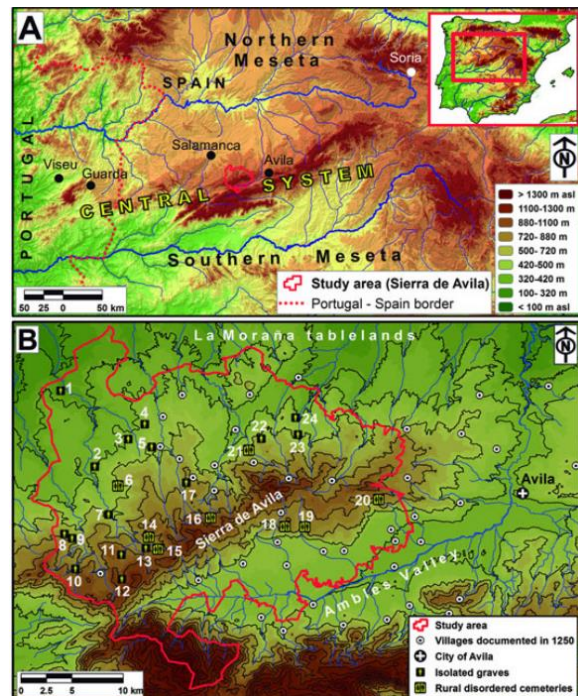 A
Northern
Meseta
Soria
SPAIN
PORTUGAL
Salamanca
Viseu
Guarda
Avila
CENTRAL SYSTEM
Southern Meseta
N
> 1300 m asl
1100-1300 m
880-1100 m
720- 880 m
500- 720 m
420-500 m
320-420 m
100- 320 m
< 100 m asl
Study area (Sierra de Avila)
Portugal - Spain border
50 25 0 50 km
B
La Moraña tablelands
N
1
4
24
3
5
22
23
2
21
6
17
Avila
20
7
16
Sierra de Avila
18
19
14
8
9
11
13
15
10
12
Ambles Valley
Study area
Villages documented in 1250
City of Avila
Isolated graves
Rural disordered cemeteries
0 2.5 5 10 km